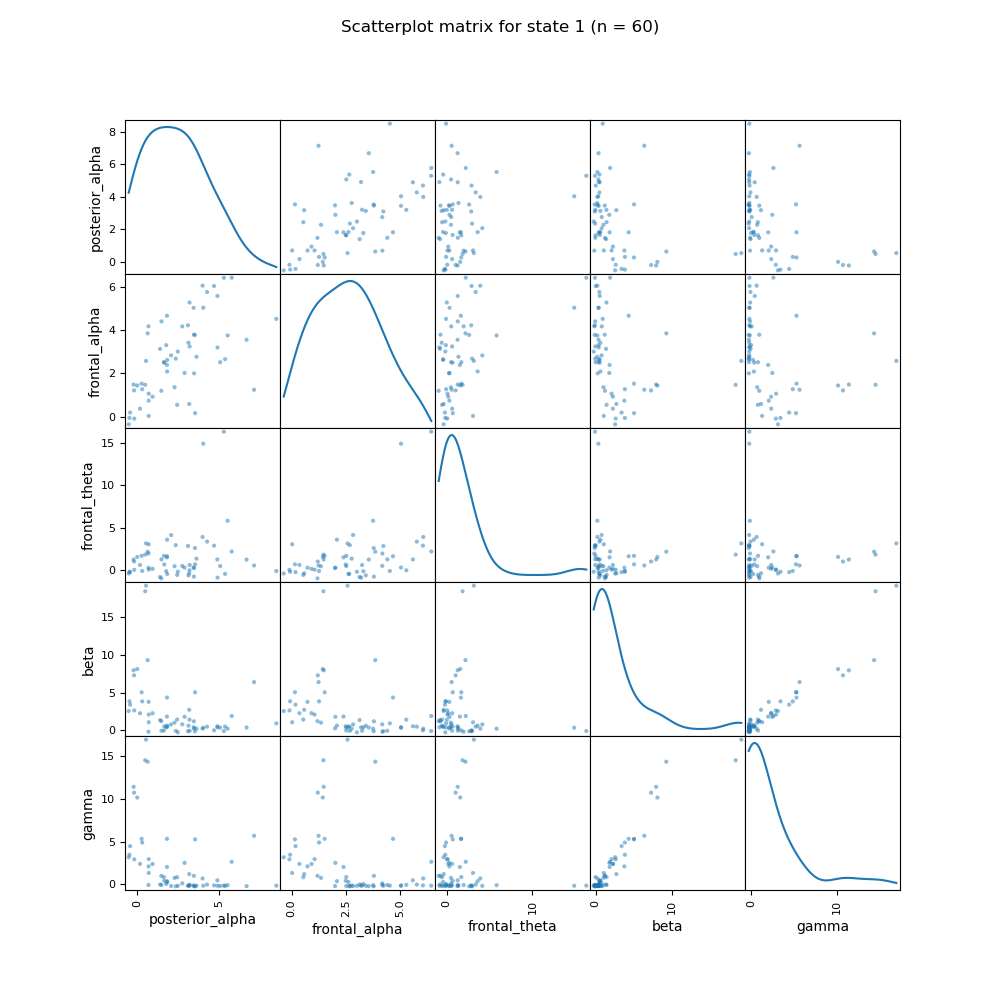 Scatterplot matrix for state 1 (n = 60)
posterior_alpha
8
6
4
2
0
frontal_alpha
6
4
2
0
frontal_theta
15
10
5
0
beta
15
10
5
0
gamma
15
10
5
0
0 5 0.0 2.5 5.0 0 10 0 10 0 10
posterior_alpha frontal_alpha frontal_theta beta gamma